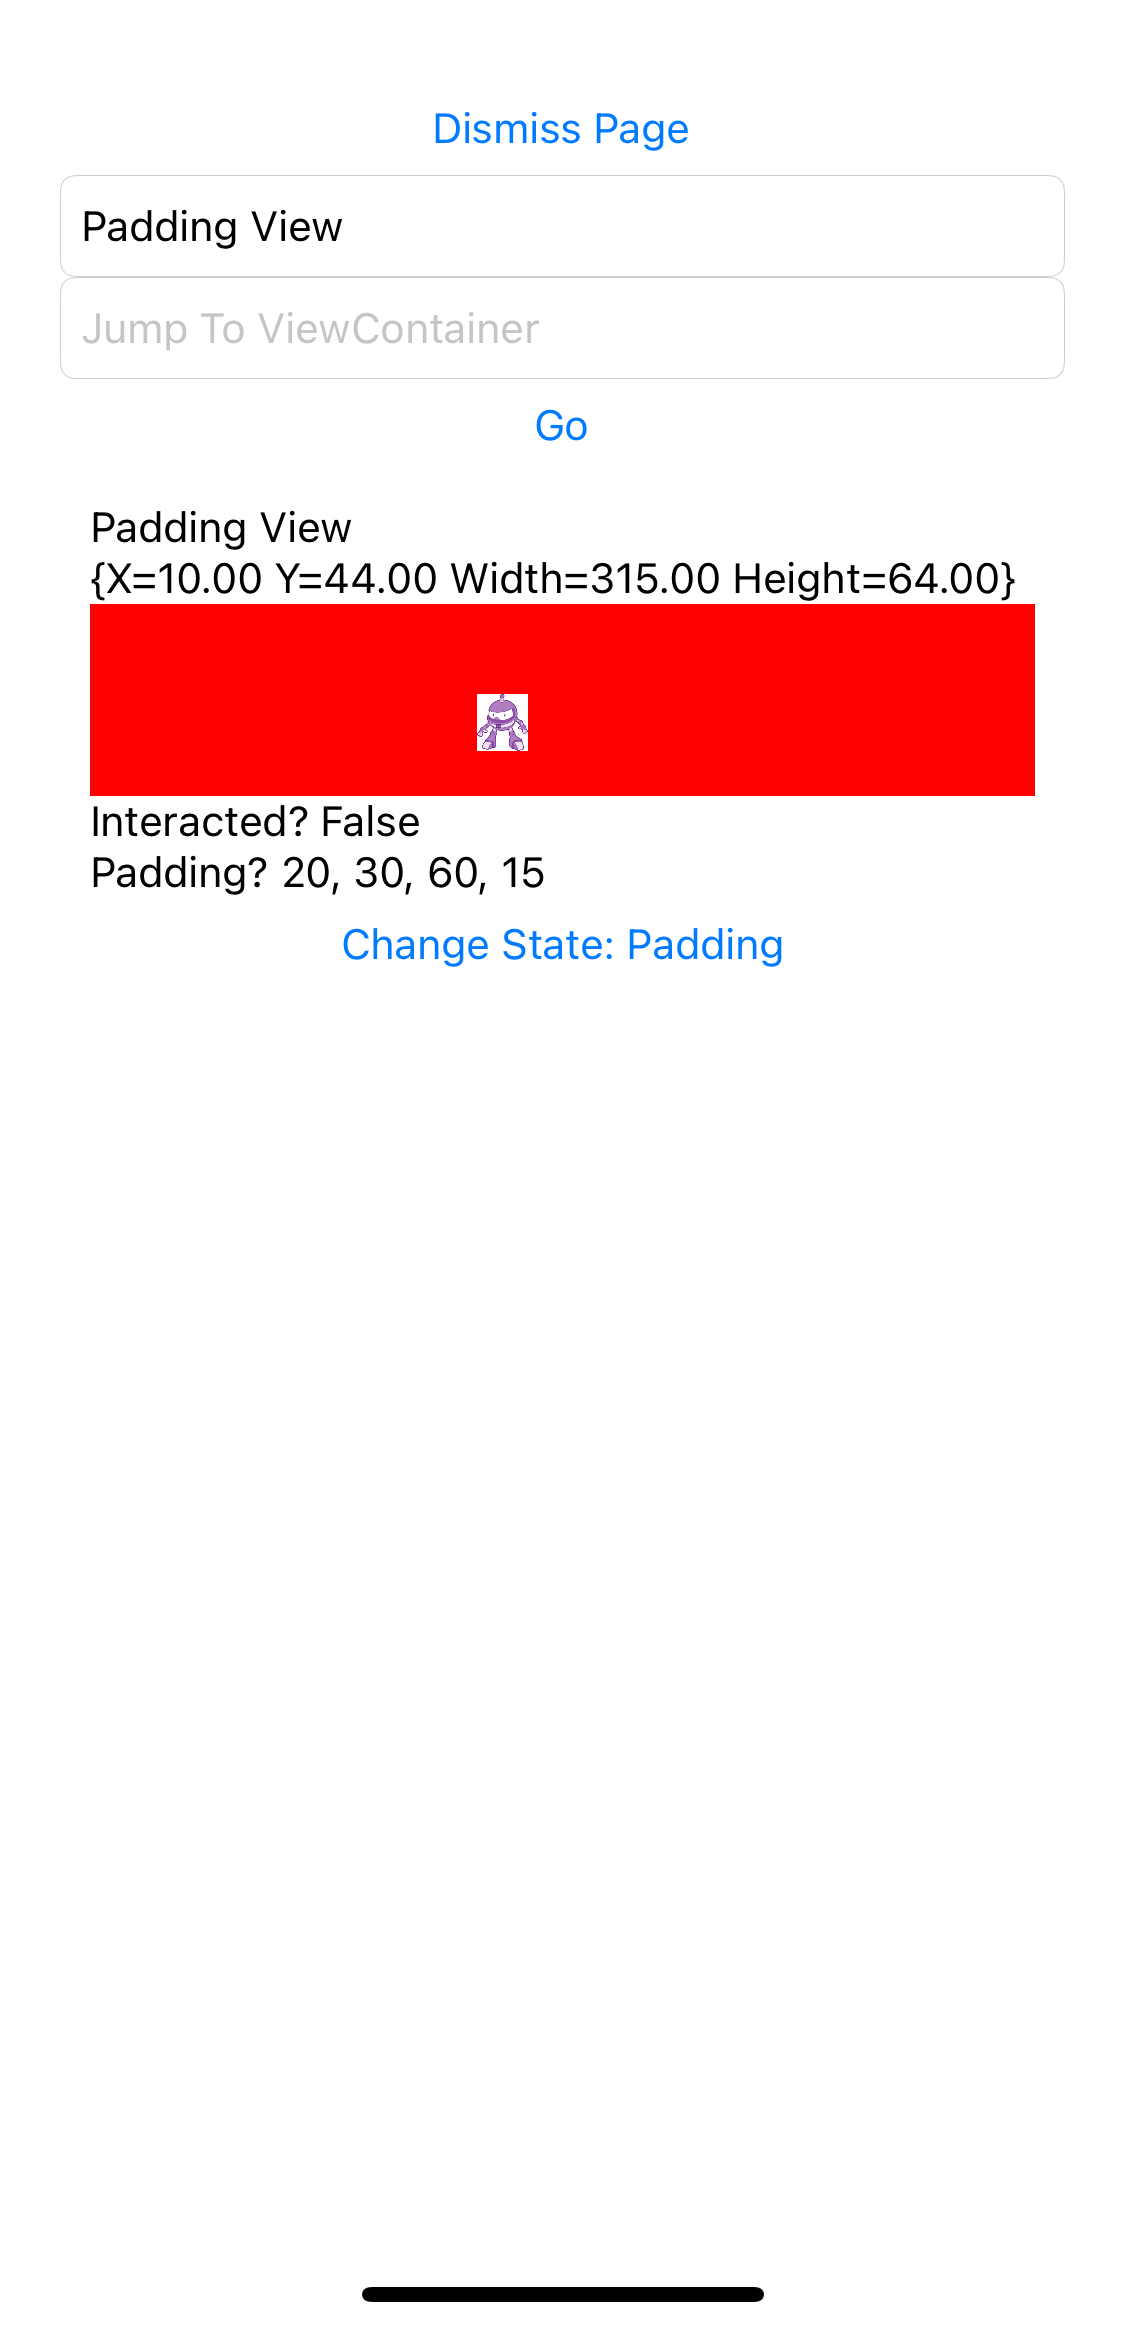 Dismiss Page
Padding View
Jump To ViewContainer
Go
Padding View
{X=10.00 Y=44.00 Width=315.00 Height=64.00}
Interacted? False
Padding? 20, 30, 60, 15
Change State: Padding